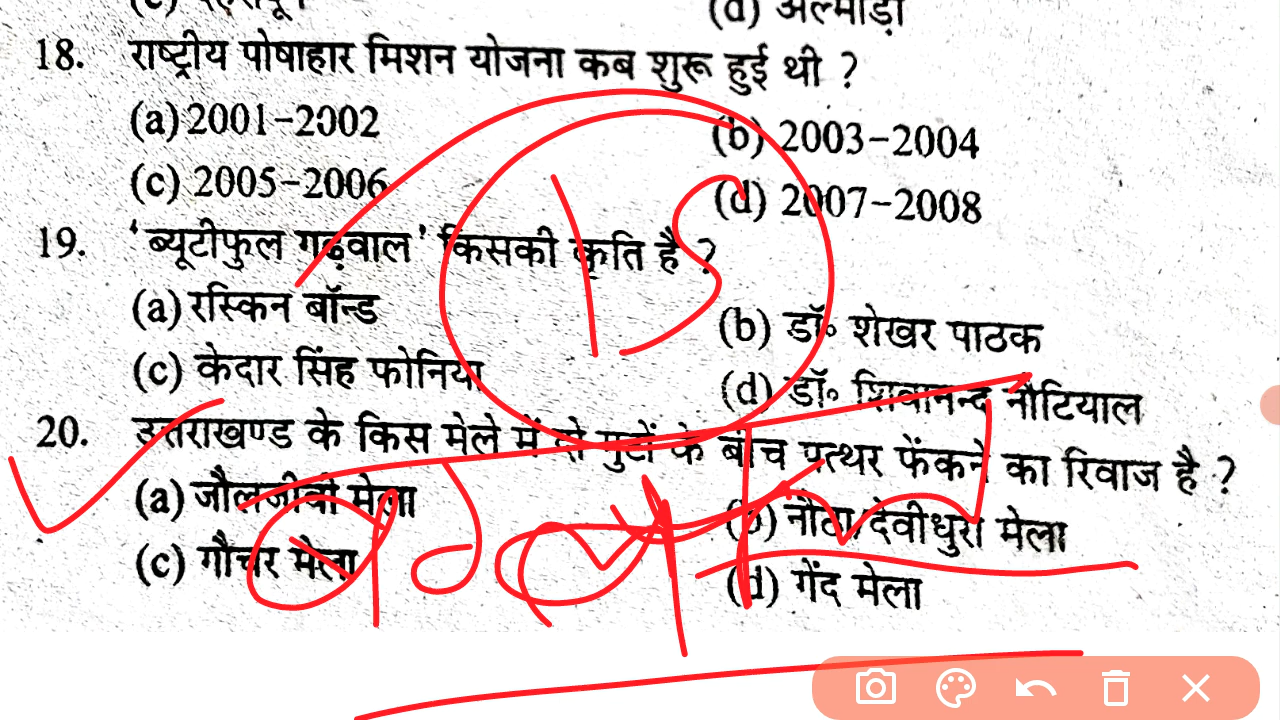 (d) अल्मोड़ा
18. राष्ट्रीय पोषाहार मिशन योजना कब शुरू हुई थी ?
(a) 2001-2002 (b) 2003-2004
(c) 2005-2006 (d) 2007-2008
19. 'ब्यूटीफुल गढ़वाल' किसकी कृति है ?
(a) रस्किन बॉन्ड (b) डॉ॰ शेखर पाठक
(c) केदार सिंह फोनिया (d) डॉ॰ शिवानन्द नौटियाल
20. उत्तराखण्ड के किस मेले में दो गुटों के बीच पत्थर फेंकने का रिवाज है ?
(a) जौलजीवी मेला (b) नौठा/देवीधुरा मेला
(c) गौचर मेला (d) गेंद मेला